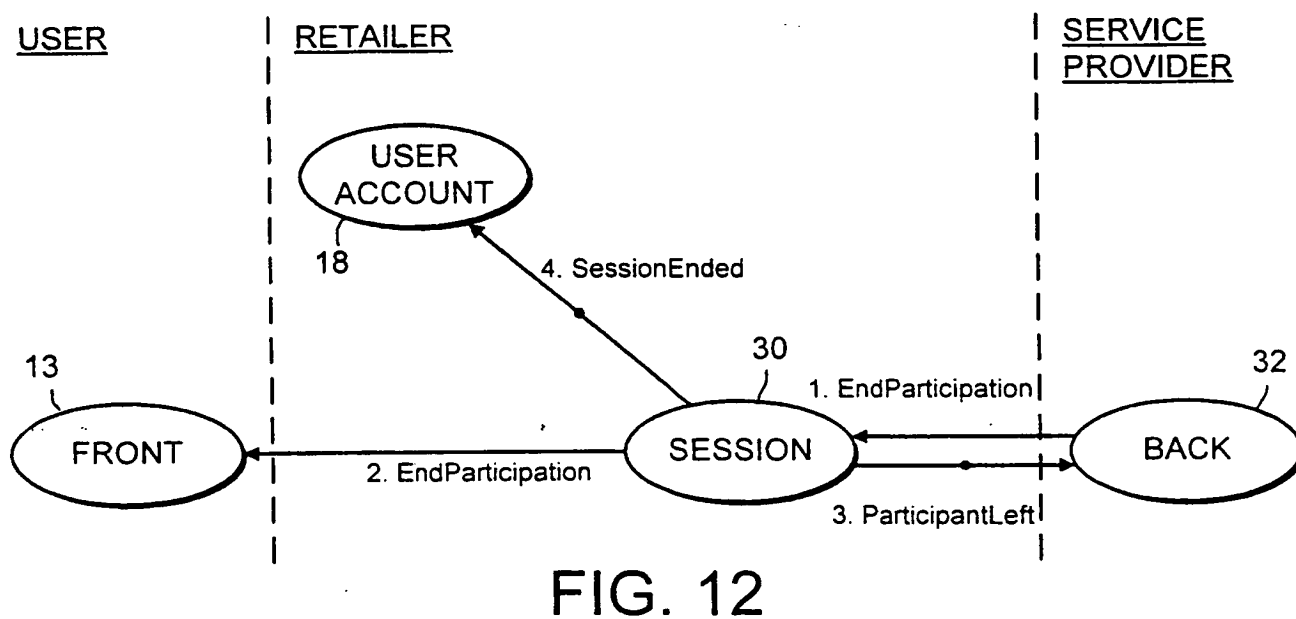 USER
RETAILER
SERVICE
PROVIDER
USER
ACCOUNT
18
4. SessionEnded
13
30
32
1. EndParticipation
FRONT
SESSION
BACK
2. EndParticipation
3. ParticipantLeft
FIG. 12